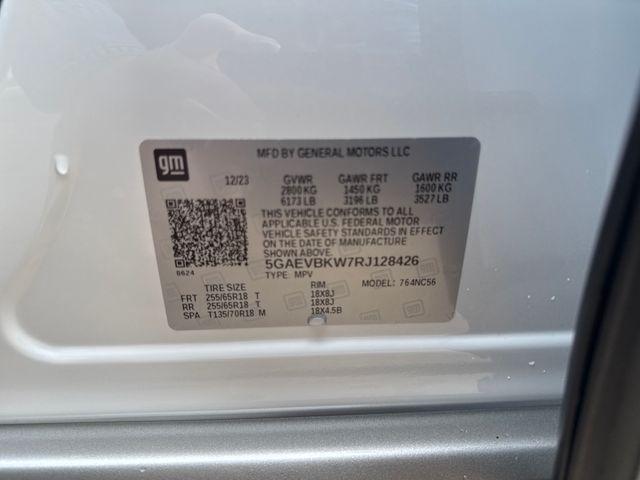 gm
MFD BY GENERAL MOTORS LLC
12/23 GVWR GAWR FRT GAWR RR
2800 KG 1450 KG 1600 KG
6173 LB 3196 LB 3527 LB
THIS VEHICLE CONFORMS TO ALL
APPLICABLE U.S. FEDERAL MOTOR
VEHICLE SAFETY STANDARDS IN EFFECT
ON THE DATE OF MANUFACTURE
SHOWN ABOVE.
5GAEVBKW7RJ128426
0624 TYPE: MPV
TIRE SIZE RIM MODEL: 764NC56
FRT 255/65R18 T 18X8J
RR 255/65R18 T 18X8J
SPA T135/70R18 M 18X4.5B